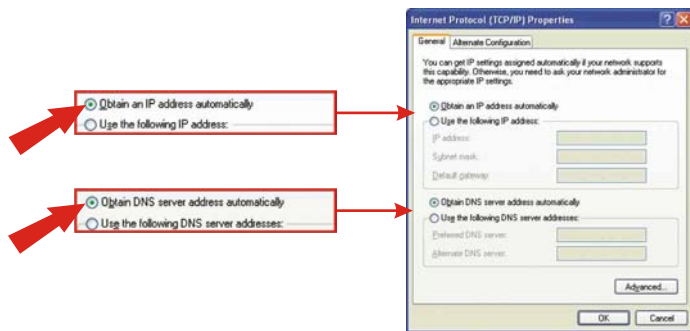 Obtain an IP address automatically
Use the following IP address:
Obtain DNS server address automatically
Use the following DNS server addresses:
Internet Protocol (TCP/IP) Properties
General
Alternate Configuration
You can get IP settings assigned automatically if your network supports
this capability. Otherwise, you need to ask your network administrator for
the appropriate IP settings.
Obtain an IP address automatically
Use the following IP address:
IP address:
Subnet mask:
Default gateway:
Obtain DNS server address automatically
Use the following DNS server addresses:
Preferred DNS server:
Alternate DNS server:
Advanced...
OK
Cancel